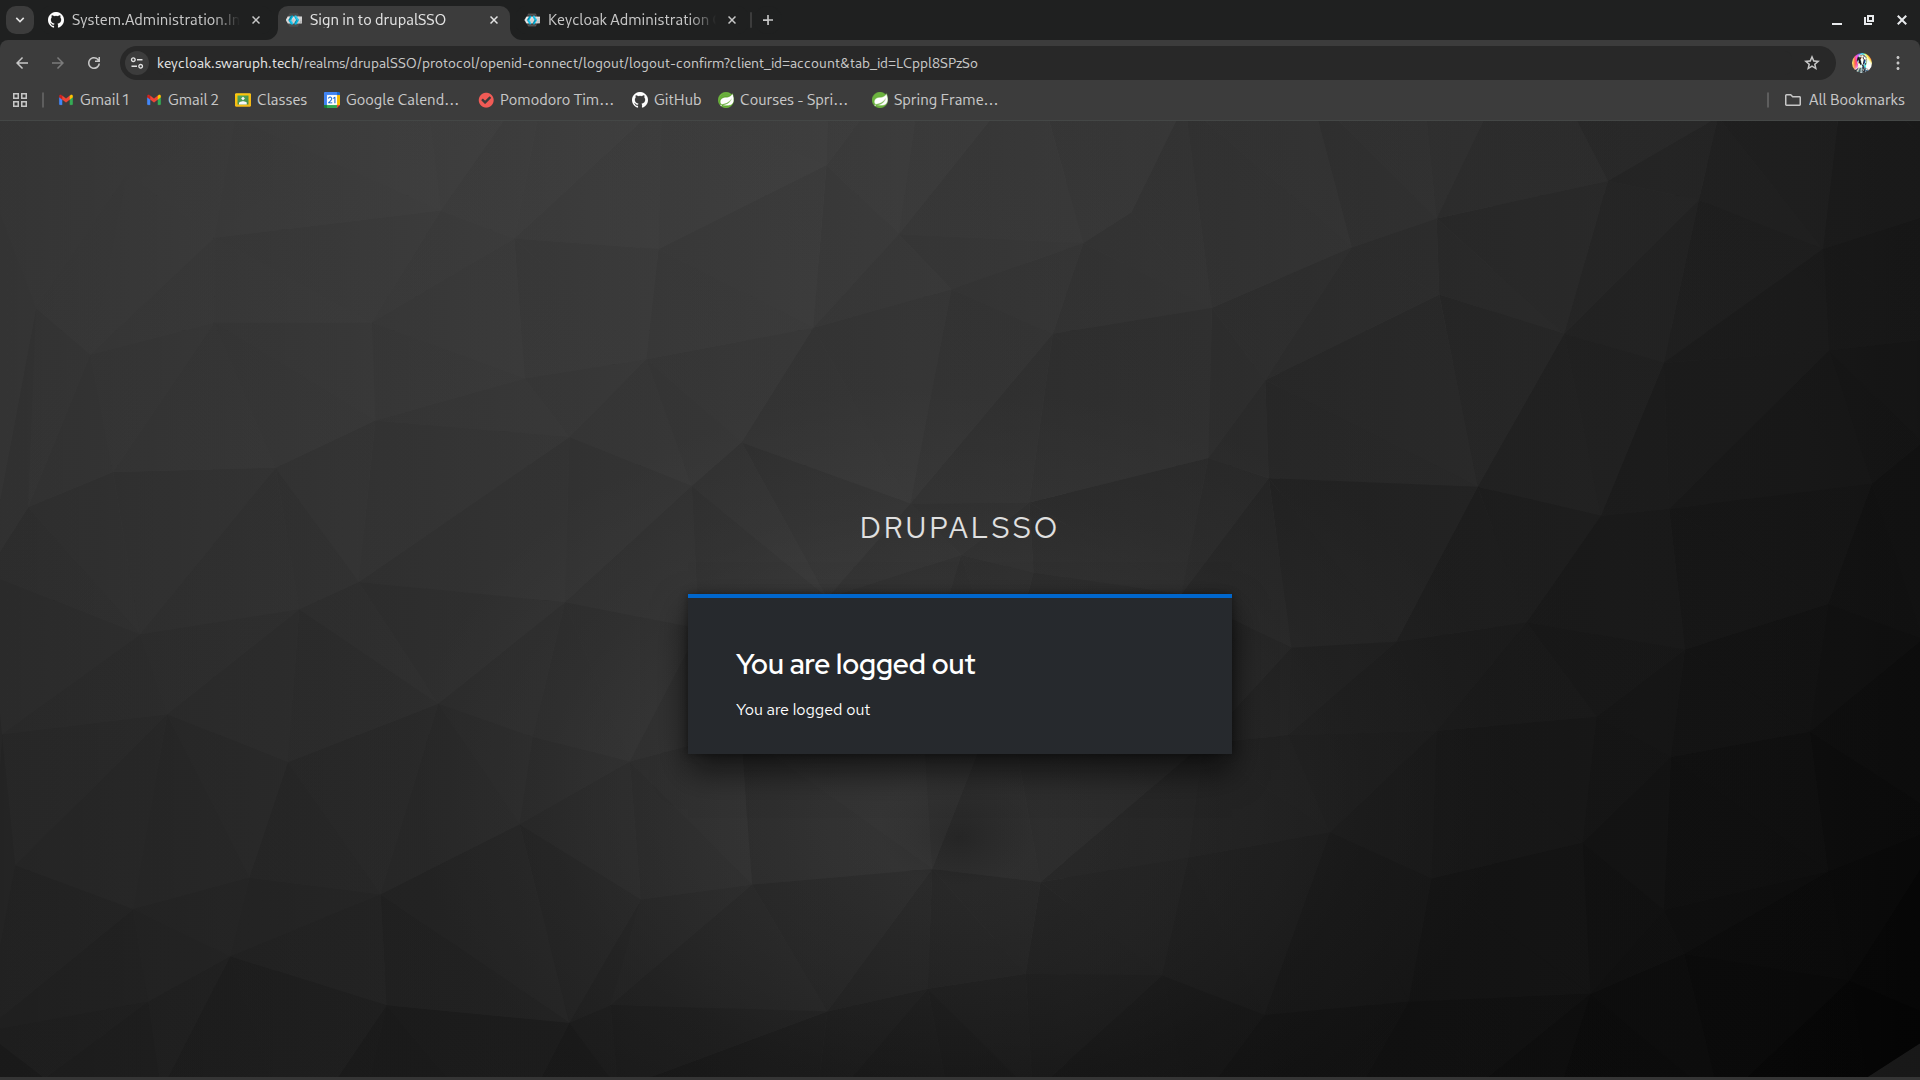 System.Administration.In
Sign in to drupalSSO
Keycloak Administration
keycloak.swaruph.tech/realms/drupalSSO/protocol/openid-connect/logout/logout-confirm?client_id=account&tab_id=LCppl8SPzSo
Gmail 1
Gmail 2
Classes
Google Calend...
Pomodoro Tim...
GitHub
Courses - Spri...
Spring Frame...
All Bookmarks
DRUPALSSO
You are logged out
You are logged out